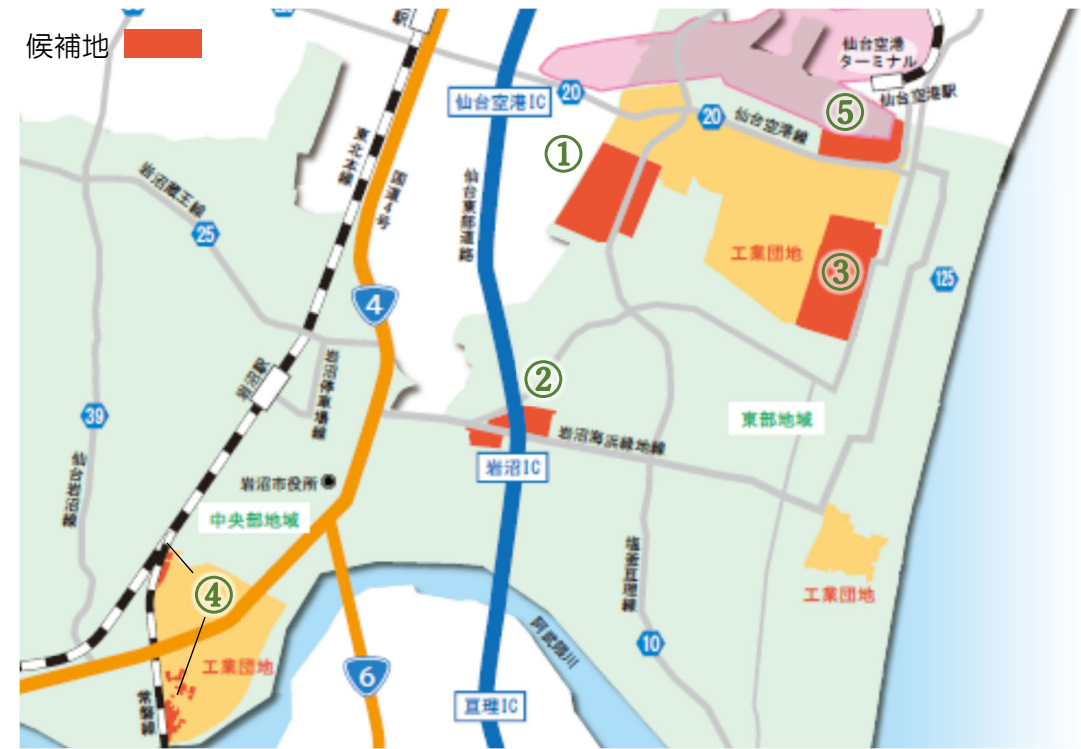 候補地
駅
仙台空港
ターミナル
仙台空港駅
仙台空港IC
20
20
仙台空港線
⑤
①
東北本線
国道4号
仙台東部道路
岩沼蔵王線
25
工業団地
③
125
4
岩沼駅
岩沼停車場線
②
39
岩沼海浜緑地線
東部地域
岩沼IC
岩沼市役所
中央部地域
④
工業団地
工業団地
塩釜亘理線
10
阿武隈川
6
亘理IC
常磐線